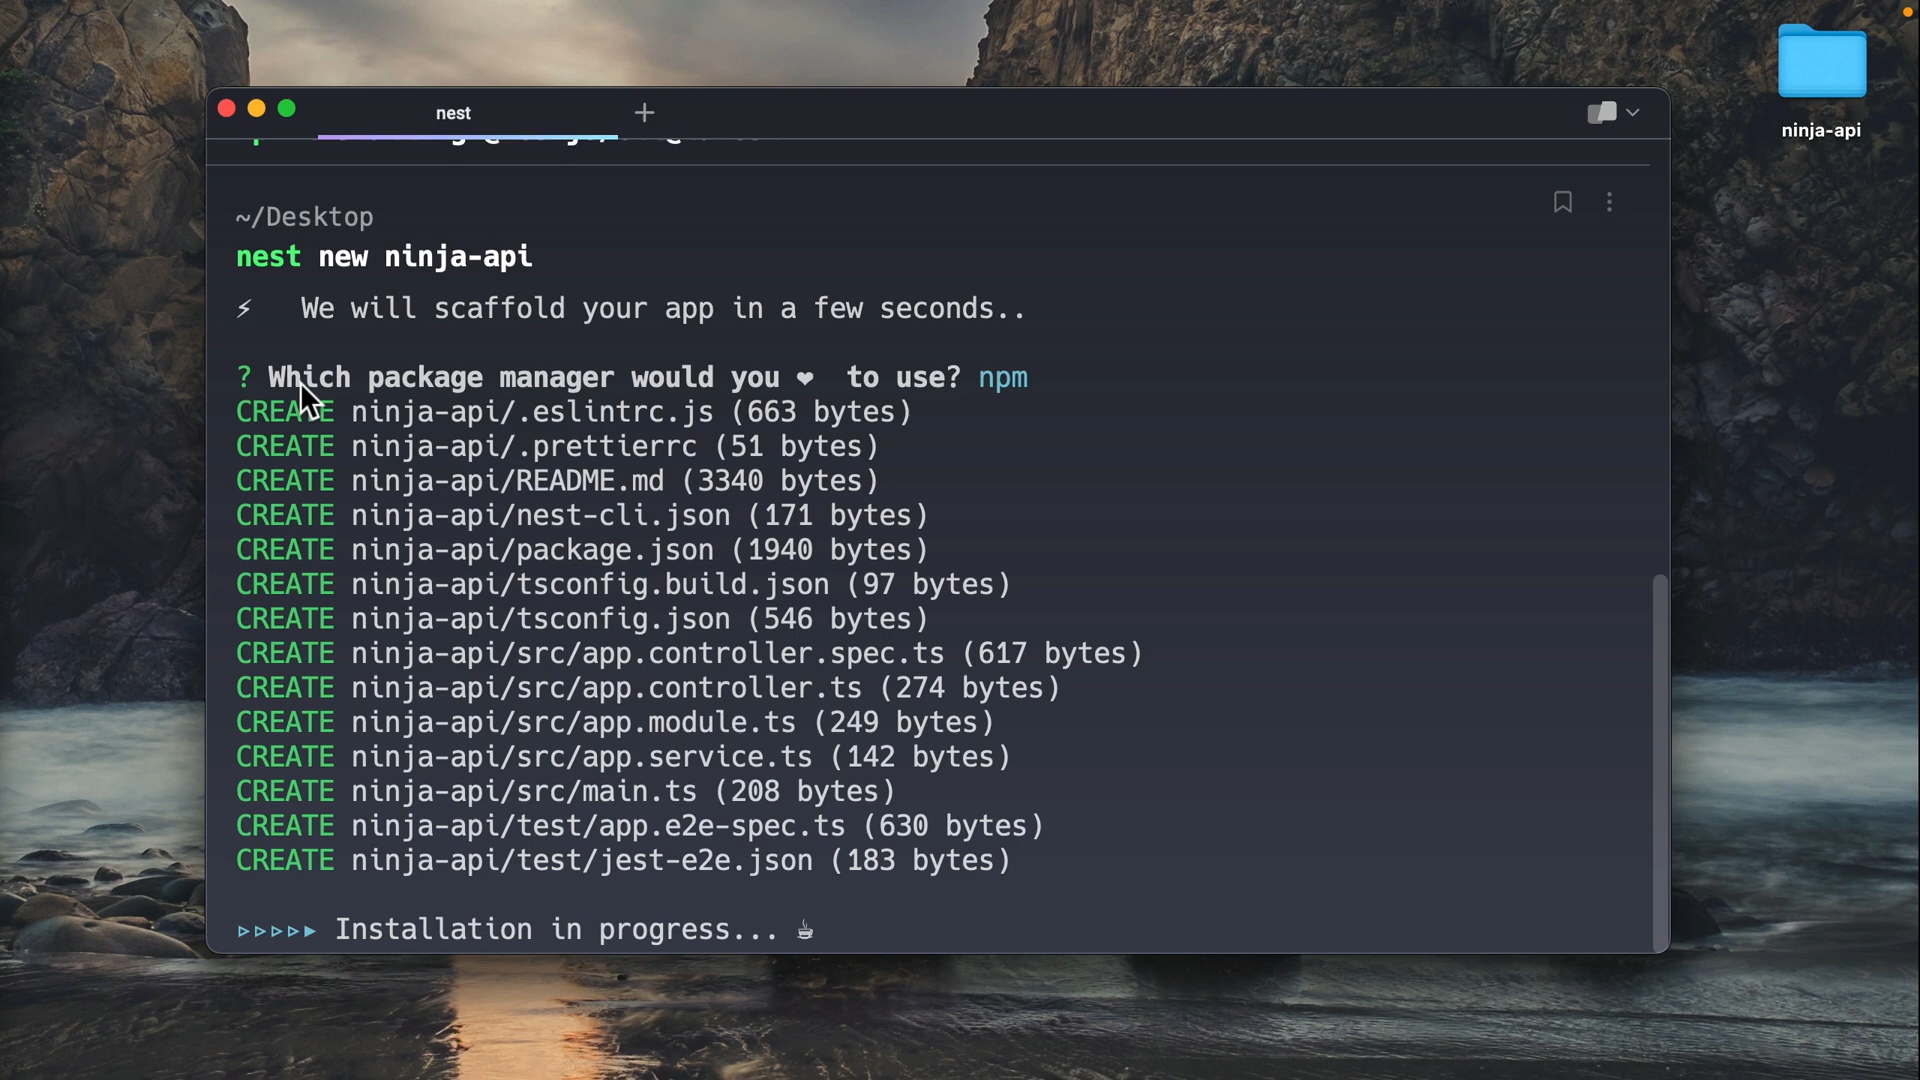 nest
ninja-api
~/Desktop
nest new ninja-api
⚡ We will scaffold your app in a few seconds..
? Which package manager would you ❤ to use? npm
CREATE ninja-api/.eslintrc.js (663 bytes)
CREATE ninja-api/.prettierrc (51 bytes)
CREATE ninja-api/README.md (3340 bytes)
CREATE ninja-api/nest-cli.json (171 bytes)
CREATE ninja-api/package.json (1940 bytes)
CREATE ninja-api/tsconfig.build.json (97 bytes)
CREATE ninja-api/tsconfig.json (546 bytes)
CREATE ninja-api/src/app.controller.spec.ts (617 bytes)
CREATE ninja-api/src/app.controller.ts (274 bytes)
CREATE ninja-api/src/app.module.ts (249 bytes)
CREATE ninja-api/src/app.service.ts (142 bytes)
CREATE ninja-api/src/main.ts (208 bytes)
CREATE ninja-api/test/app.e2e-spec.ts (630 bytes)
CREATE ninja-api/test/jest-e2e.json (183 bytes)
▹▹▹▹▸ Installation in progress... ☕